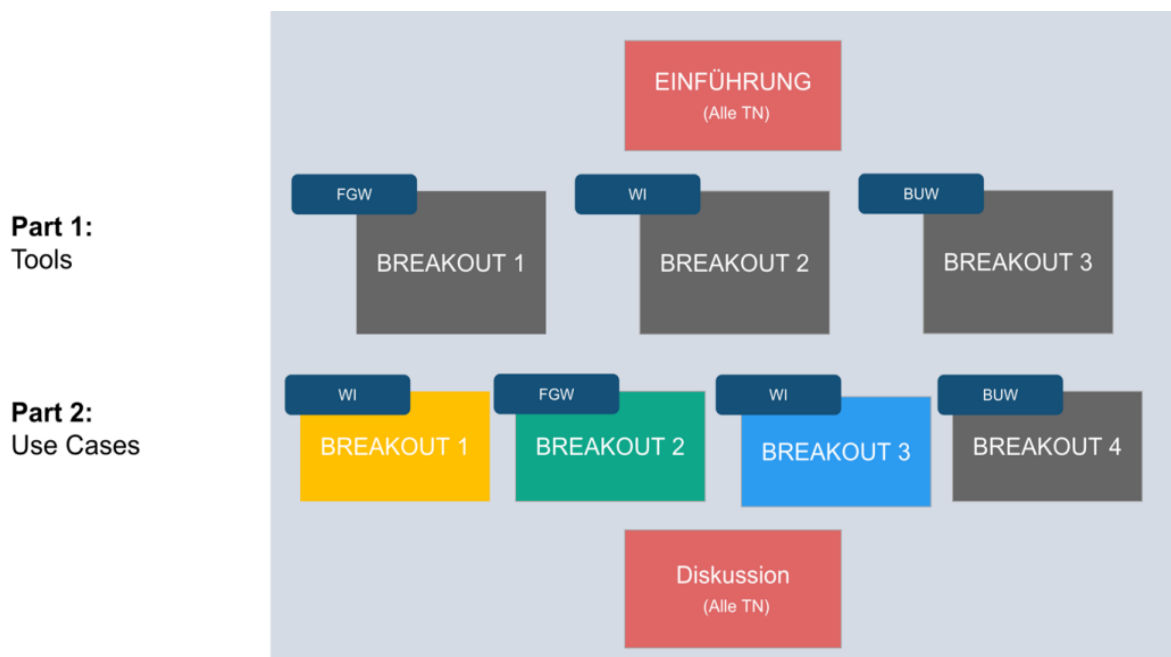 EINFÜHRUNG
(Alle TN)
Part 1:
Tools
FGW
BREAKOUT 1
WI
BREAKOUT 2
BUW
BREAKOUT 3
Part 2:
Use Cases
WI
BREAKOUT 1
FGW
BREAKOUT 2
WI
BREAKOUT 3
BUW
BREAKOUT 4
Diskussion
(Alle TN)